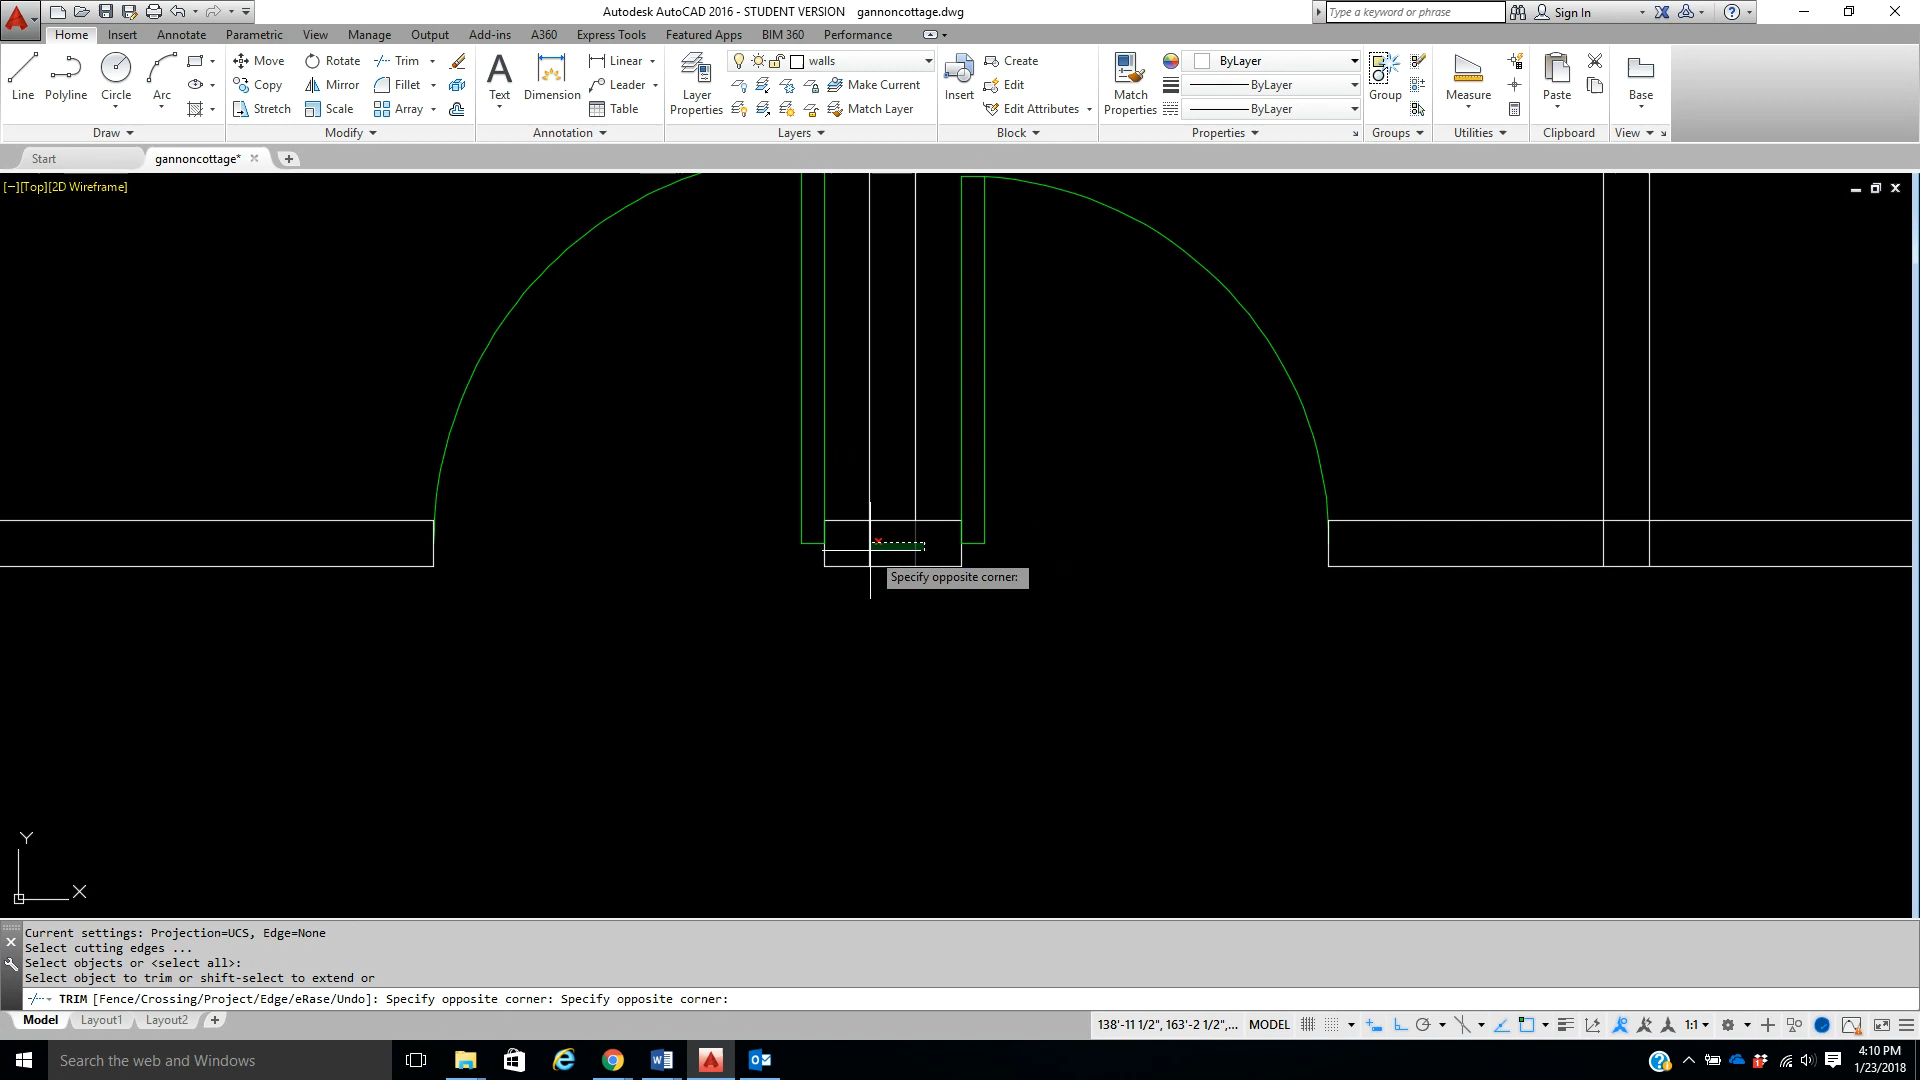 Autodesk AutoCAD 2016 - STUDENT VERSION gannoncottage.dwg
Type a keyword or phrase
Sign In
Home Insert Annotate Parametric View Manage Output Add-ins A360 Express Tools Featured Apps BIM 360 Performance
Line Polyline Circle Arc
Draw
Move Rotate Trim
Copy Mirror Fillet
Stretch Scale Array
Modify
Text Dimension
Linear
Leader
Table
Annotation
Layer Properties
walls
Make Current
Match Layer
Layers
Insert
Create
Edit
Edit Attributes
Block
Match Properties
ByLayer
ByLayer
ByLayer
Properties
Group
Groups
Measure
Utilities
Paste
Clipboard
Base
View
Start gannoncottage*
[−][Top][2D Wireframe]
Specify opposite corner:
Y
X
Current settings: Projection=UCS, Edge=None
Select cutting edges ...
Select objects or <select all>:
Select object to trim or shift-select to extend or
TRIM [Fence/Crossing/Project/Edge/eRase/Undo]: Specify opposite corner: Specify opposite corner:
Model Layout1 Layout2
138'-11 1/2", 163'-2 1/2",... MODEL 1:1
Search the web and Windows
4:10 PM
1/23/2018